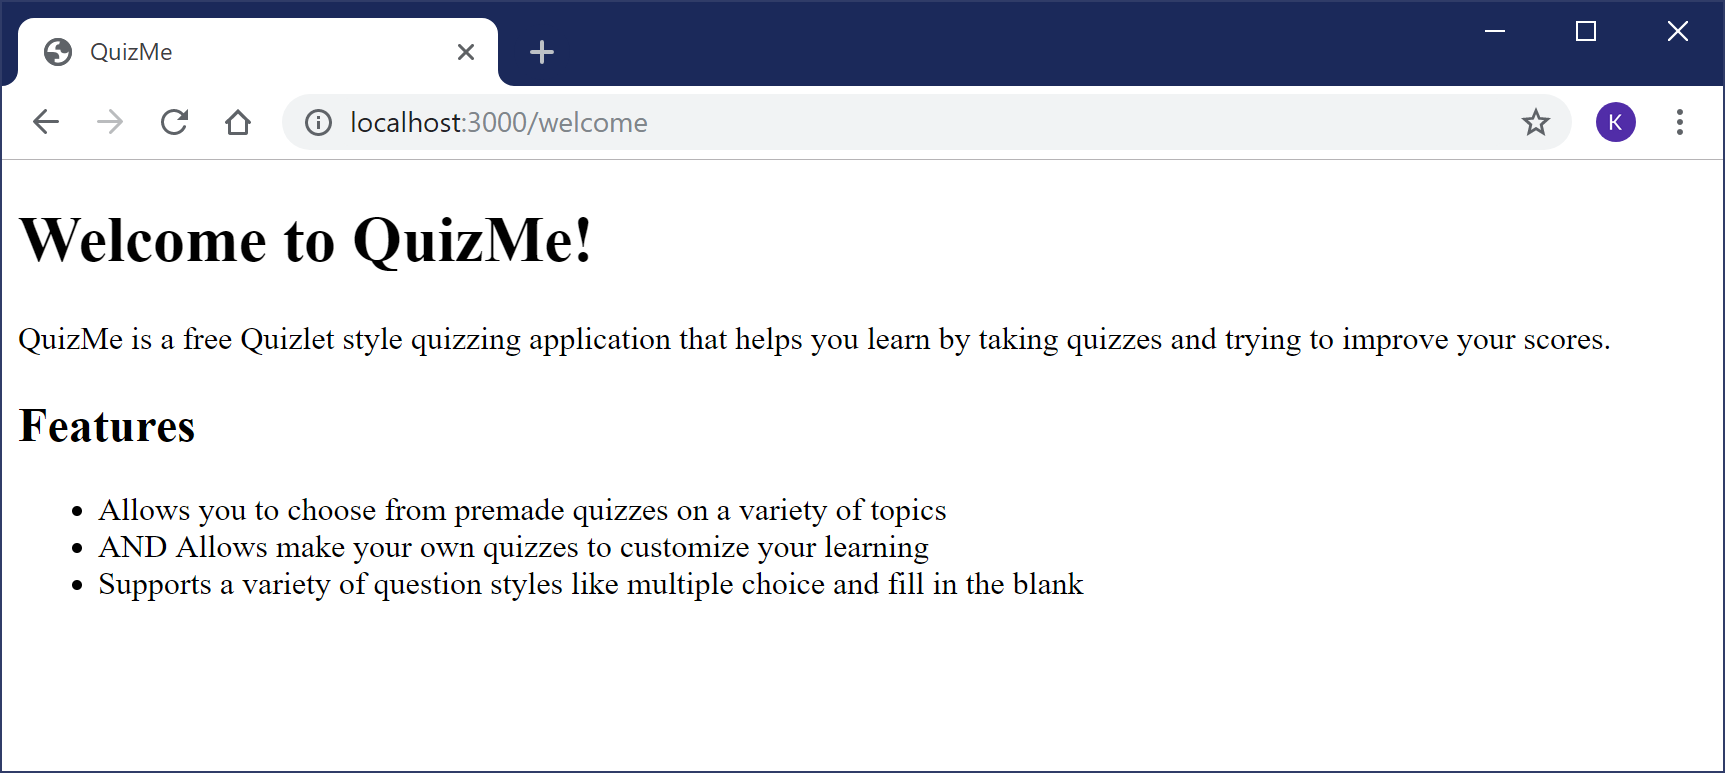 QuizMe
localhost:3000/welcome
K
Welcome to QuizMe!
QuizMe is a free Quizlet style quizzing application that helps you learn by taking quizzes and trying to improve your scores.
Features
Allows you to choose from premade quizzes on a variety of topics
AND Allows make your own quizzes to customize your learning
Supports a variety of question styles like multiple choice and fill in the blank